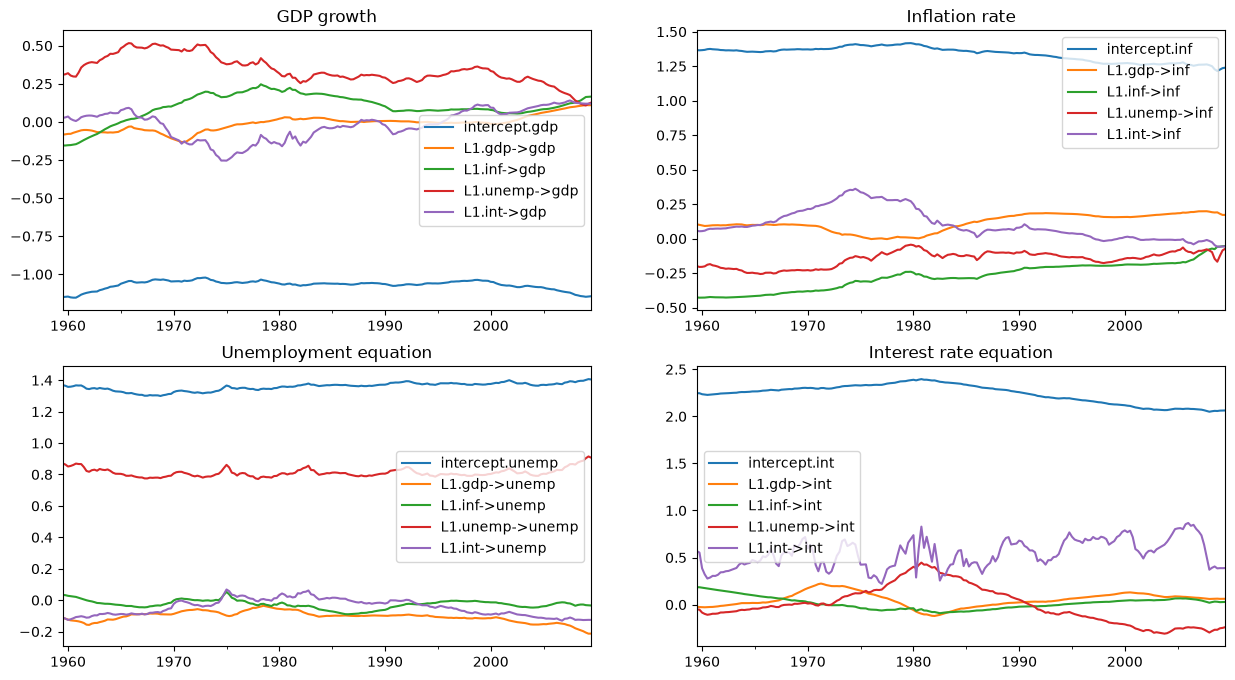 GDP growth
0.50
0.25
0.00
−0.25
−0.50
−0.75
−1.00
intercept.gdp
L1.gdp->gdp
L1.inf->gdp
L1.unemp->gdp
L1.int->gdp
1960 1970 1980 1990 2000
Inflation rate
1.50
1.25
1.00
0.75
0.50
0.25
0.00
−0.25
−0.50
intercept.inf
L1.gdp->inf
L1.inf->inf
L1.unemp->inf
L1.int->inf
1960 1970 1980 1990 2000
Unemployment equation
1.4
1.2
1.0
0.8
0.6
0.4
0.2
0.0
−0.2
intercept.unemp
L1.gdp->unemp
L1.inf->unemp
L1.unemp->unemp
L1.int->unemp
1960 1970 1980 1990 2000
Interest rate equation
2.5
2.0
1.5
1.0
0.5
0.0
intercept.int
L1.gdp->int
L1.inf->int
L1.unemp->int
L1.int->int
1960 1970 1980 1990 2000